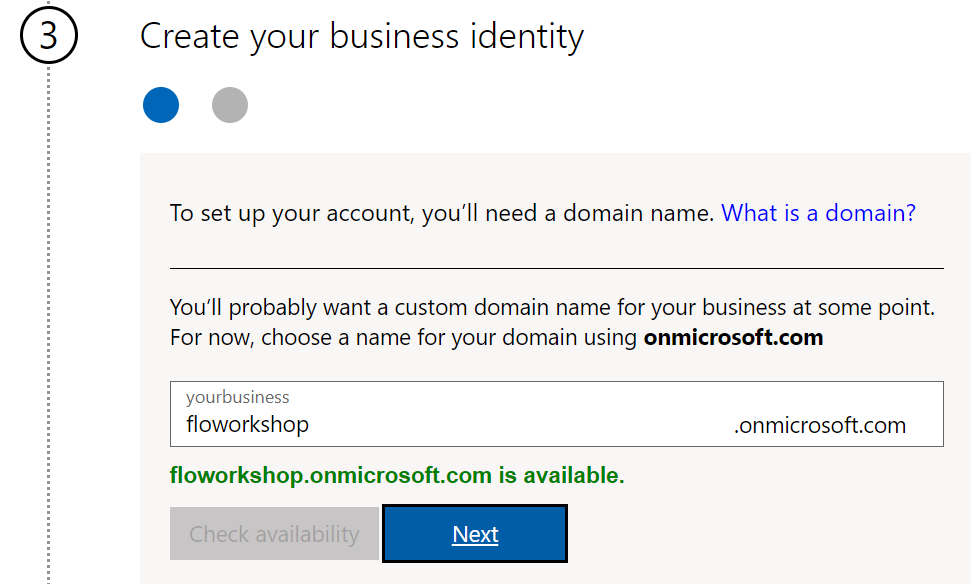 3
Create your business identity
To set up your account, you’ll need a domain name. What is a domain?
You’ll probably want a custom domain name for your business at some point.
For now, choose a name for your domain using onmicrosoft.com
yourbusiness
floworkshop .onmicrosoft.com
floworkshop.onmicrosoft.com is available.
Check availability Next